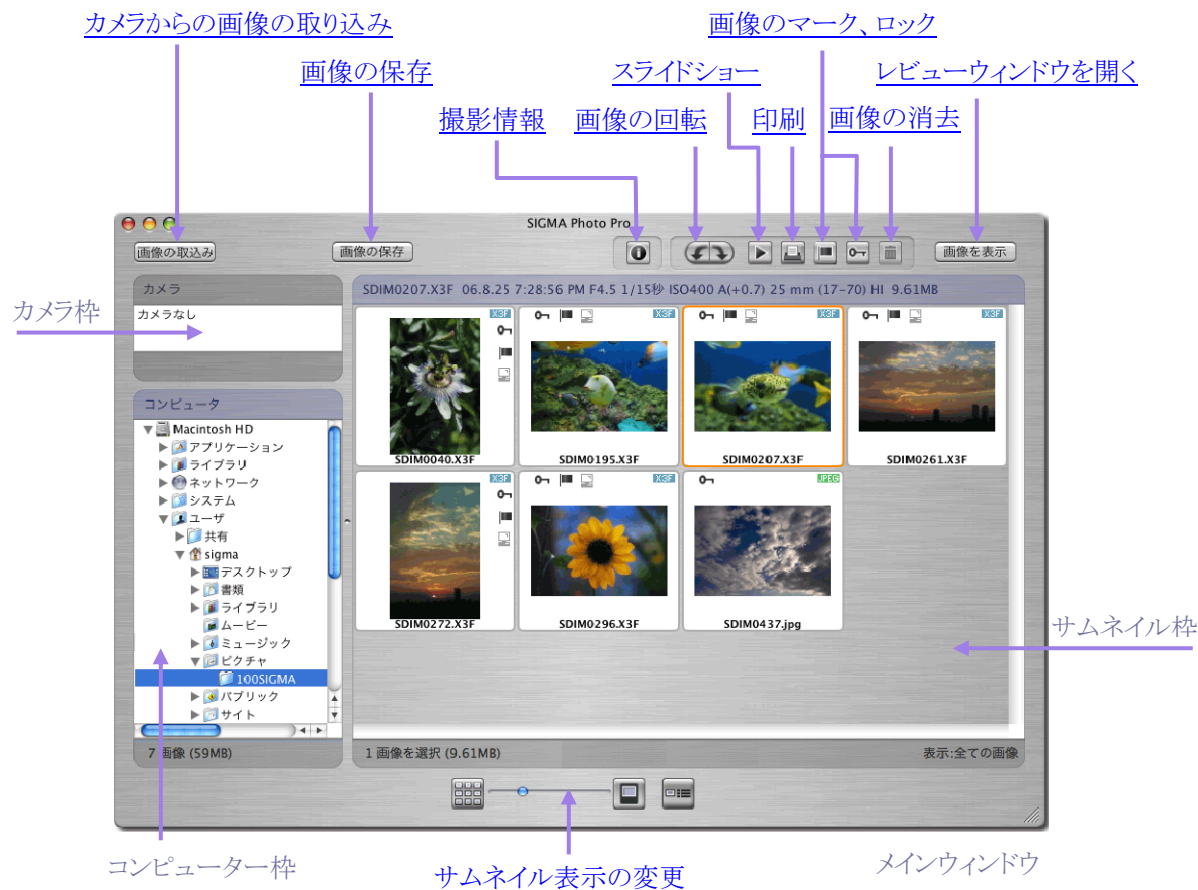 カメラからの画像の取り込み
画像のマーク、ロック
画像の保存
スライドショー
レビューウィンドウを開く
撮影情報
画像の回転
印刷
画像の消去
SIGMA Photo Pro
画像の取込み
画像の保存
画像を表示
カメラ枠
カメラ
カメラなし
SDIM0207.X3F 06.8.25 7:28:56 PM F4.5 1/15秒 ISO400 A(+0.7) 25 mm (17-70) HI 9.61MB
X3F
X3F
X3F
X3F
SDIM0040.X3F
SDIM0195.X3F
SDIM0207.X3F
SDIM0261.X3F
X3F
X3F
JPEG
SDIM0272.X3F
SDIM0296.X3F
SDIM0437.jpg
コンピュータ
Macintosh HD
アプリケーション
ライブラリ
ネットワーク
システム
ユーザ
共有
sigma
デスクトップ
書類
ライブラリ
ムービー
ミュージック
ピクチャ
100SIGMA
パブリック
サイト
サムネイル枠
7 画像 (59MB)
1 画像を選択 (9.61MB)
表示:全ての画像
コンピューター枠
サムネイル表示の変更
メインウィンドウ